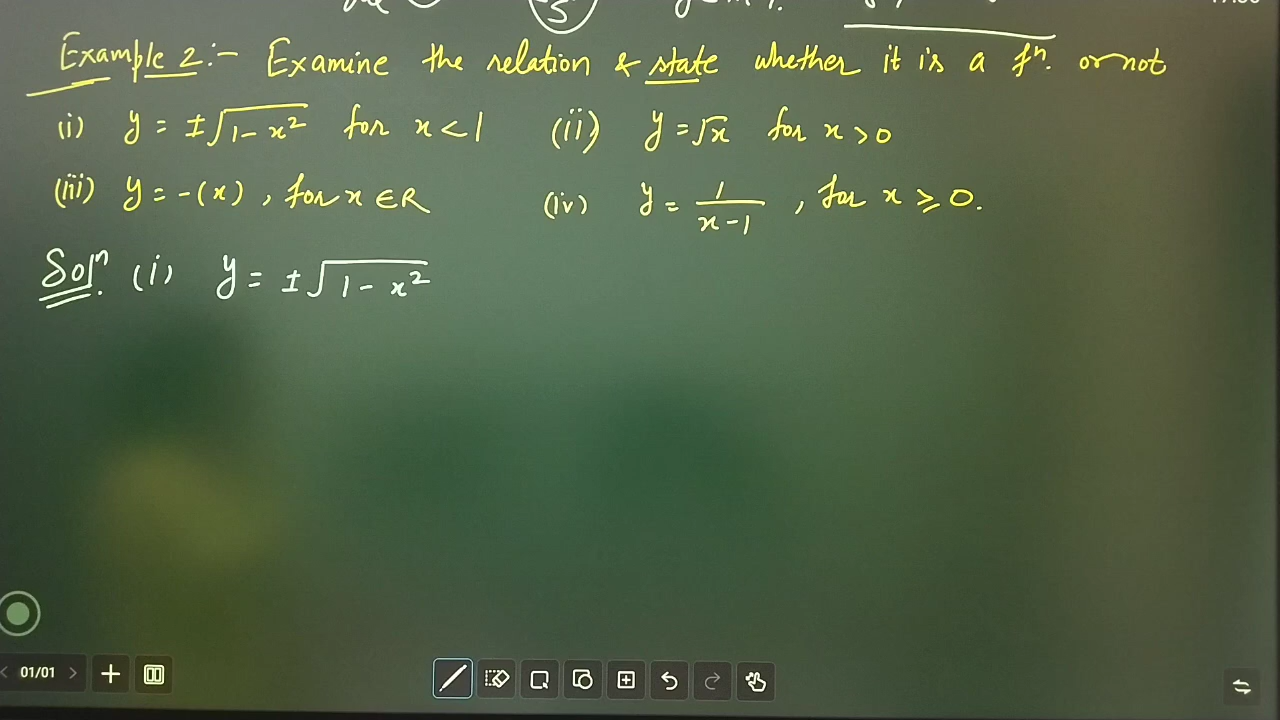 5
Example 2:- Examine the relation & state whether it is a fⁿ. or not
(i) y = ±√1-x² for x<1 (ii) y=√x for x>0
(iii) y = -(x), for x∈R (iv) y = 1/(x-1), for x ⩾ 0.
Solⁿ. (i) y = ±√1-x²
01/01